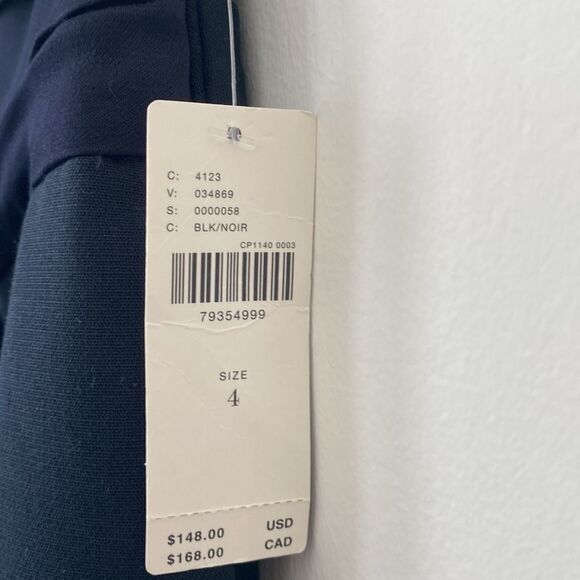 C: 4123
V: 034869
S: 0000058
C: BLK/NOIR
CP1140 0003
79354999
SIZE
4
$148.00 USD
$168.00 CAD